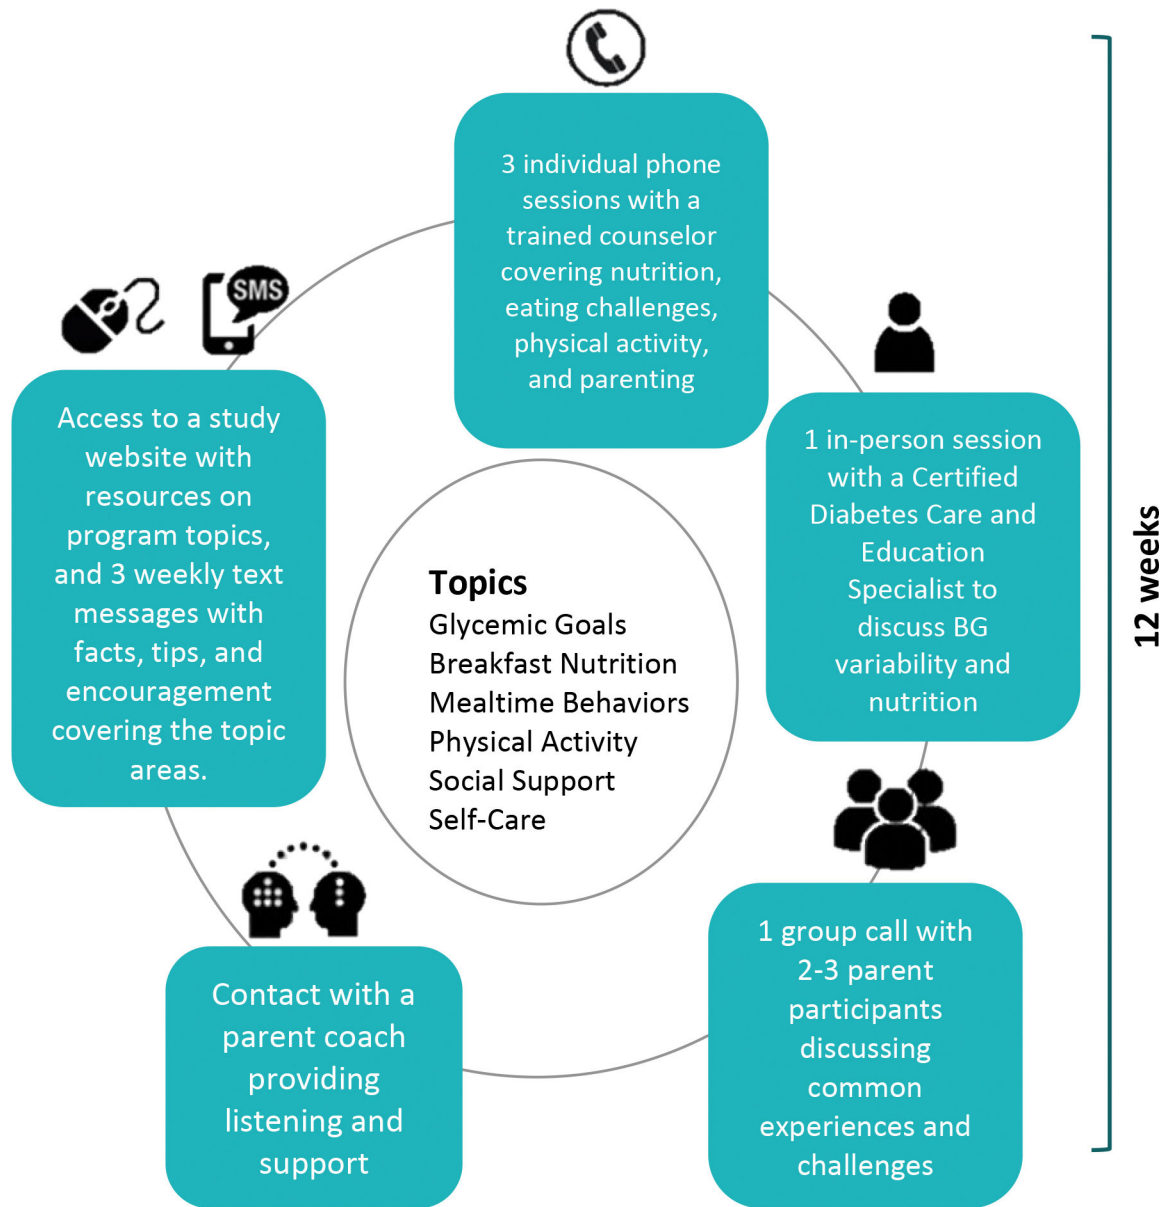 3 individual phone
sessions with a
trained counselor
covering nutrition,
eating challenges,
physical activity,
and parenting
SMS
Access to a study
website with
resources on
program topics,
and 3 weekly text
messages with
facts, tips, and
encouragement
covering the topic
areas.
1 in-person session
with a Certified
Diabetes Care and
Education
Specialist to
discuss BG
variability and
nutrition
12 weeks
Topics
Glycemic Goals
Breakfast Nutrition
Mealtime Behaviors
Physical Activity
Social Support
Self-Care
Contact with a
parent coach
providing
listening and
support
1 group call with
2-3 parent
participants
discussing
common
experiences and
challenges